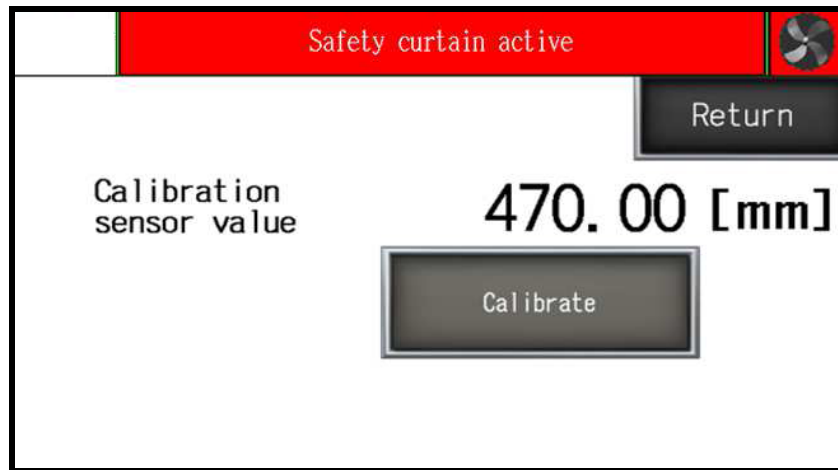 Safety curtain active
Return
Calibration
sensor value
470.00 [mm]
Calibrate